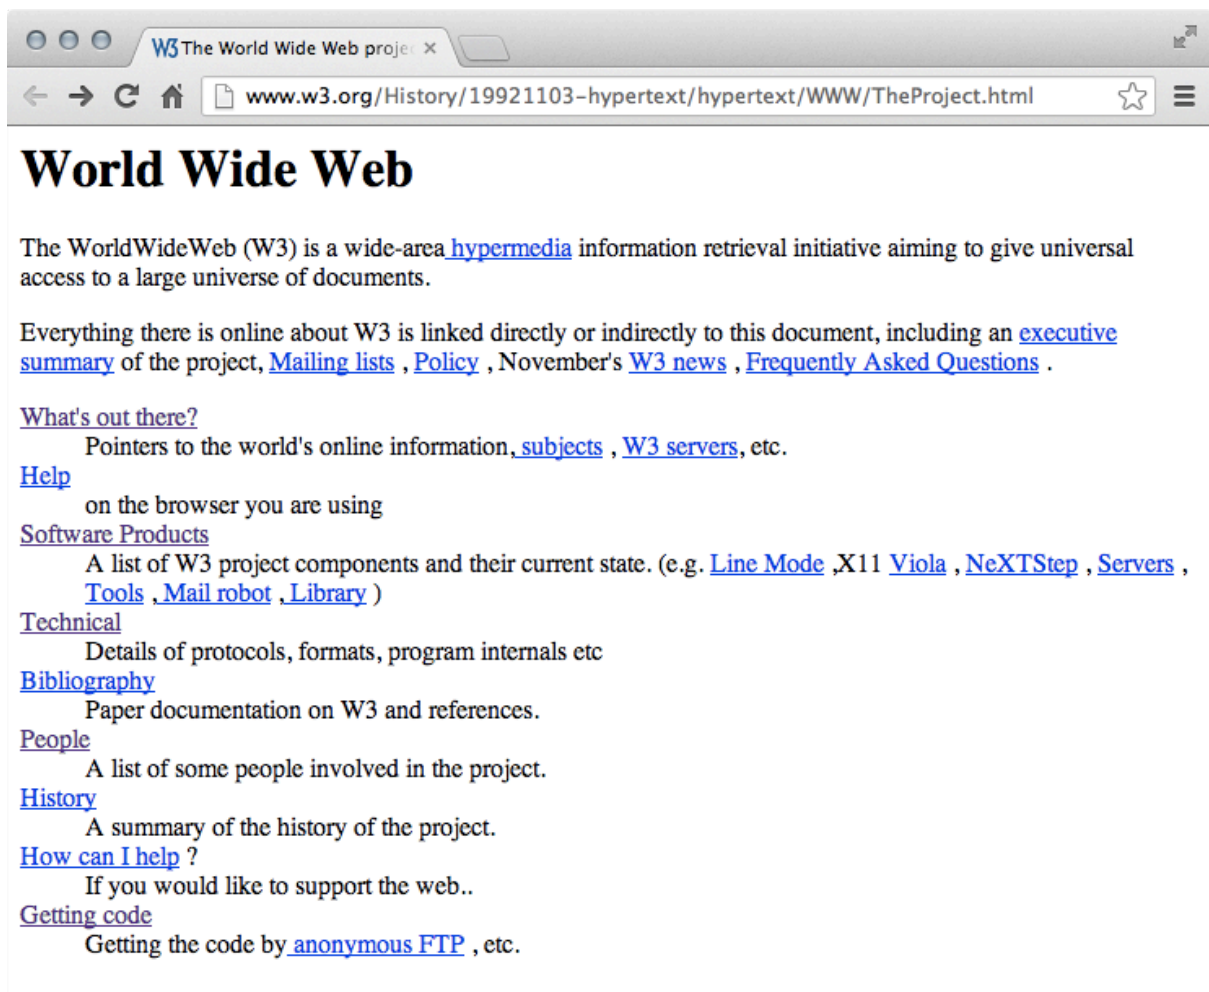 W3 The World Wide Web proje
www.w3.org/History/19921103-hypertext/hypertext/WWW/TheProject.html
World Wide Web
The WorldWideWeb (W3) is a wide-area hypermedia information retrieval initiative aiming to give universal
access to a large universe of documents.
Everything there is online about W3 is linked directly or indirectly to this document, including an executive
summary of the project, Mailing lists , Policy , November's W3 news , Frequently Asked Questions .
What's out there?
Pointers to the world's online information, subjects , W3 servers, etc.
Help
on the browser you are using
Software Products
A list of W3 project components and their current state. (e.g. Line Mode ,X11 Viola , NeXTStep , Servers ,
Tools , Mail robot , Library )
Technical
Details of protocols, formats, program internals etc
Bibliography
Paper documentation on W3 and references.
People
A list of some people involved in the project.
History
A summary of the history of the project.
How can I help ?
If you would like to support the web..
Getting code
Getting the code by anonymous FTP , etc.